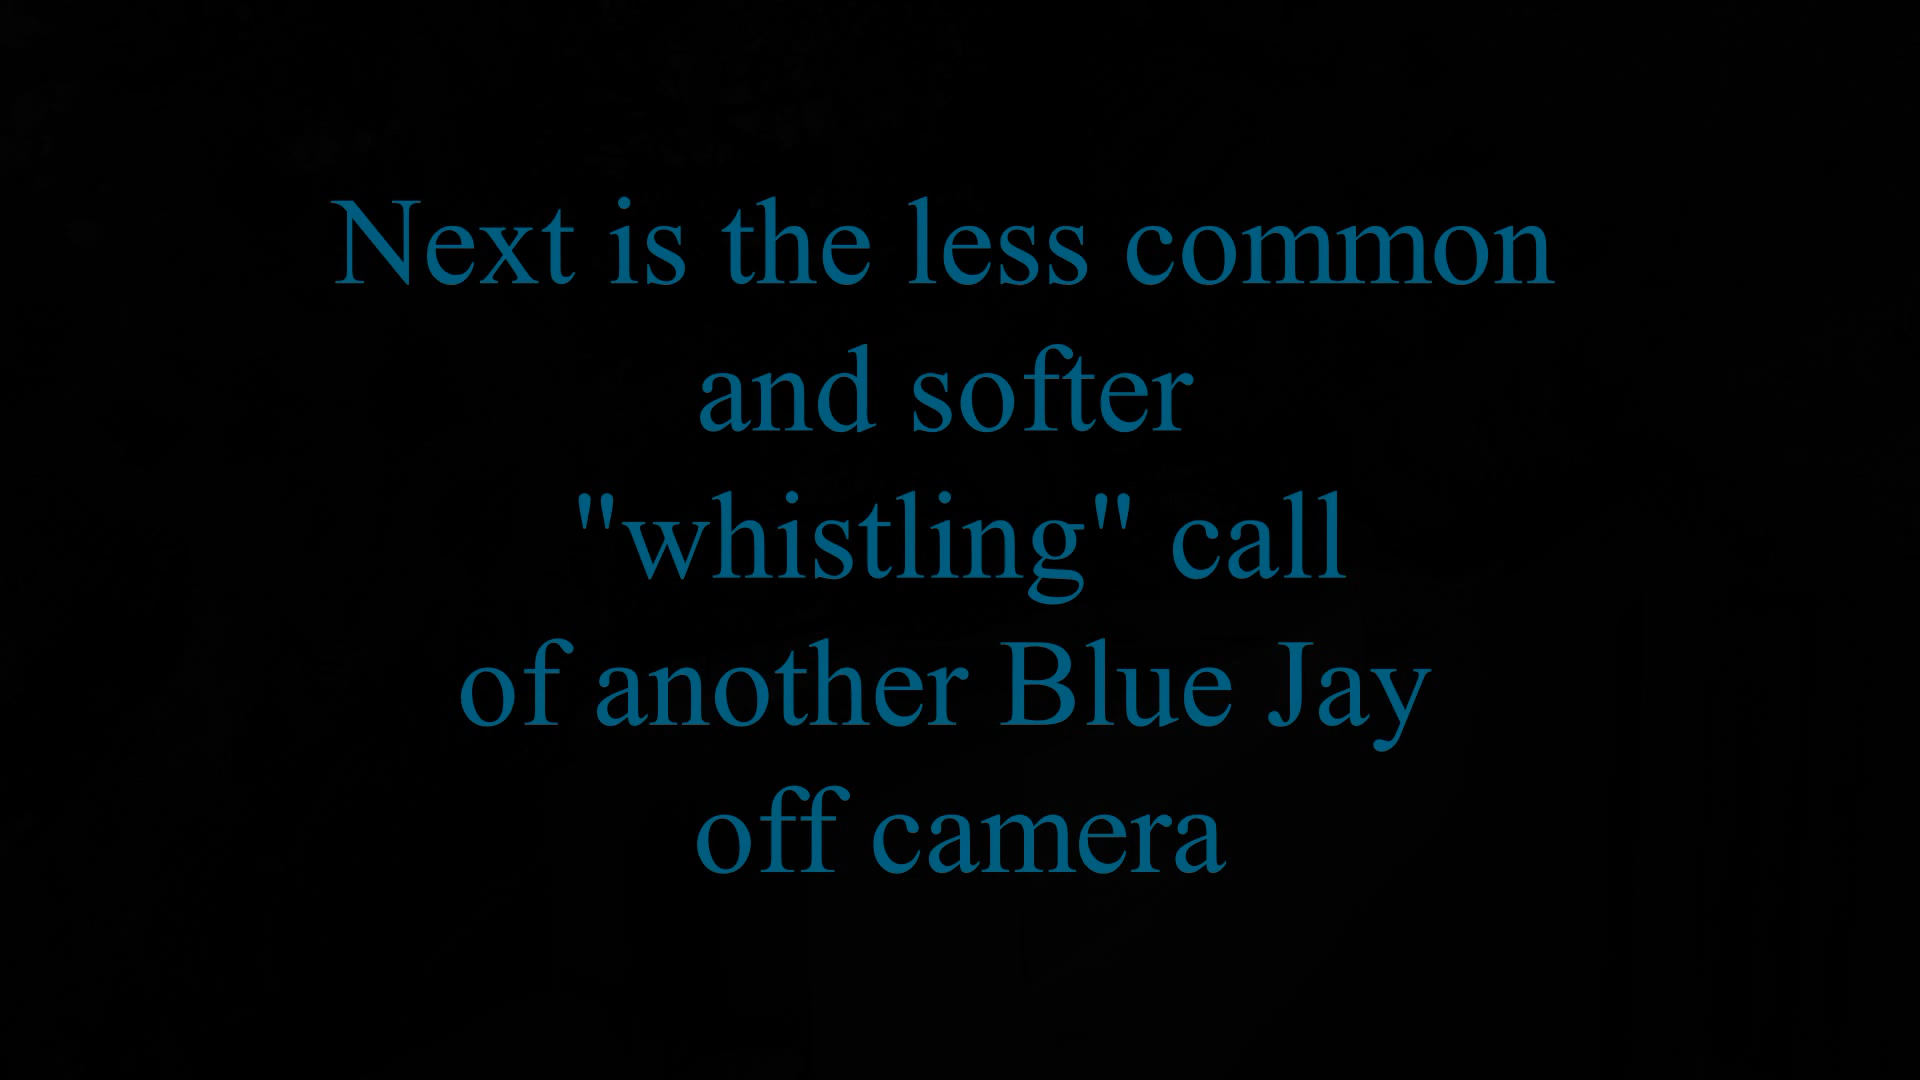 Next is the less common
and softer
"whistling" call
of another Blue Jay
off camera